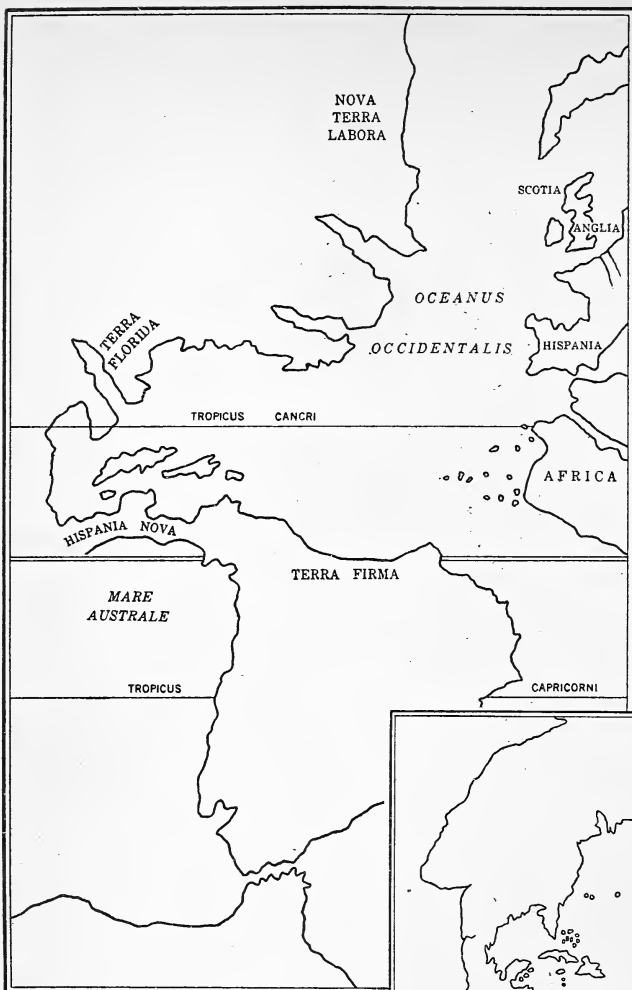 NOVA
TERRA
LABORA
SCOTIA
ANGLIA
OCEANUS
OCCIDENTALIS
HISPANIA
TERRA
FLORIDA
TROPICUS CANCRI
AFRICA
HISPANIA NOVA
TERRA FIRMA
MARE
AUSTRALE
TROPICUS
CAPRICORNI